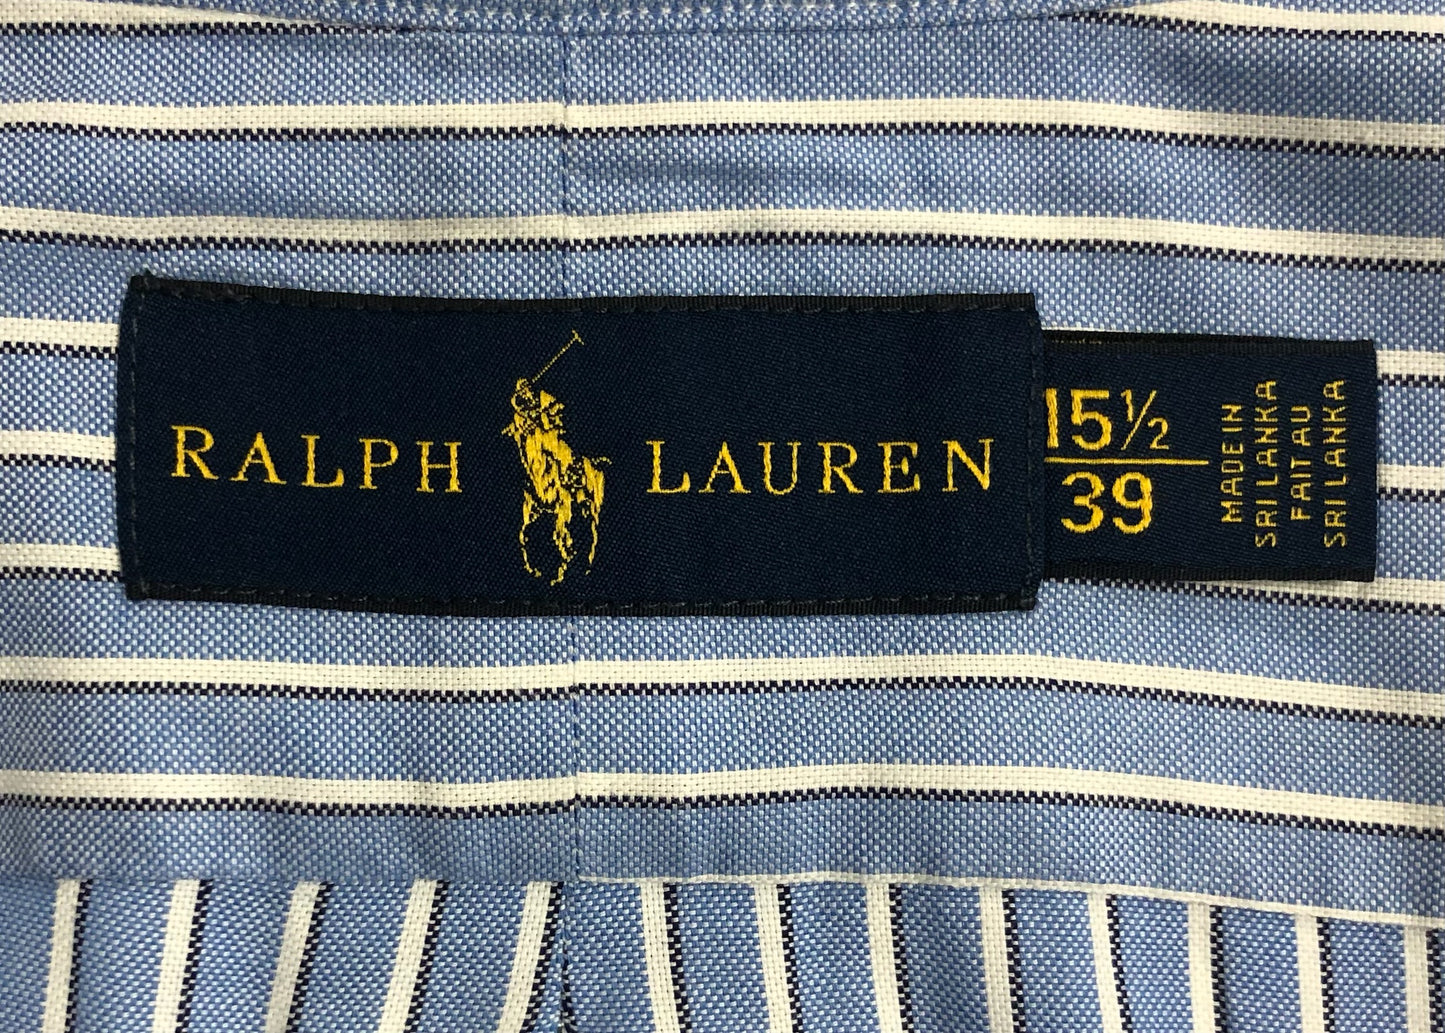 RALPH LAUREN
15½
39
MADE IN
SRI LANKA
FAIT AU
SRI LANKA